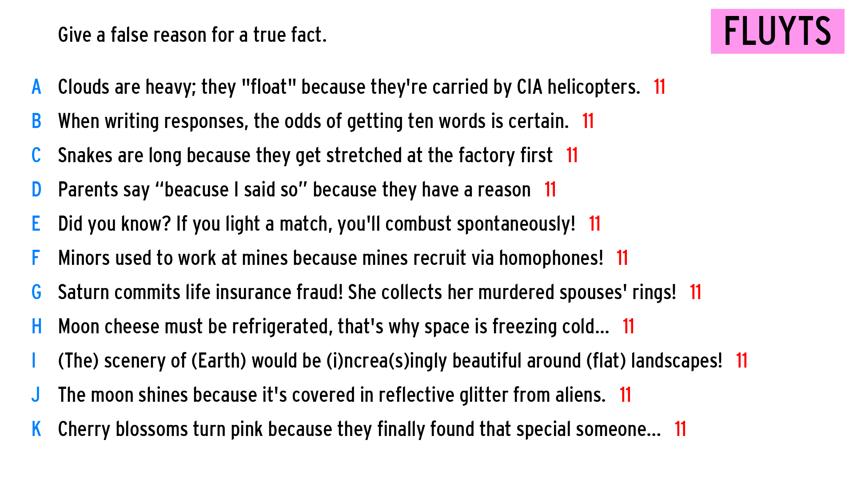 Give a false reason for a true fact.
FLUYTS
A Clouds are heavy; they "float" because they're carried by CIA helicopters. 11
B When writing responses, the odds of getting ten words is certain. 11
C Snakes are long because they get stretched at the factory first 11
D Parents say “beacuse I said so” because they have a reason 11
E Did you know? If you light a match, you'll combust spontaneously! 11
F Minors used to work at mines because mines recruit via homophones! 11
G Saturn commits life insurance fraud! She collects her murdered spouses' rings! 11
H Moon cheese must be refrigerated, that's why space is freezing cold... 11
I (The) scenery of (Earth) would be (i)ncrea(s)ingly beautiful around (flat) landscapes! 11
J The moon shines because it's covered in reflective glitter from aliens. 11
K Cherry blossoms turn pink because they finally found that special someone... 11